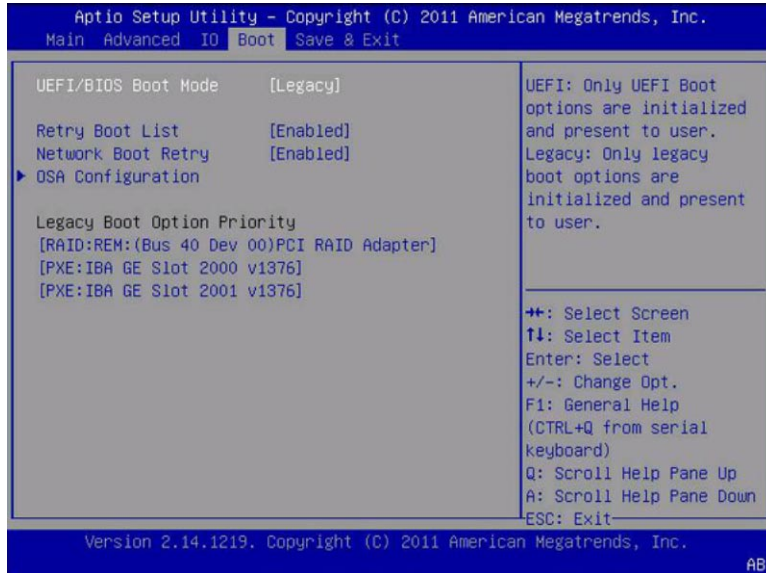 Aptio Setup Utility – Copyright (C) 2011 American Megatrends, Inc.
Main Advanced IO Boot Save & Exit
UEFI/BIOS Boot Mode [Legacy]
Retry Boot List [Enabled]
Network Boot Retry [Enabled]
▶ OSA Configuration
Legacy Boot Option Priority
[RAID:REM:(Bus 40 Dev 00)PCI RAID Adapter]
[PXE:IBA GE Slot 2000 v1376]
[PXE:IBA GE Slot 2001 v1376]
UEFI: Only UEFI Boot
options are initialized
and present to user.
Legacy: Only legacy
boot options are
initialized and present
to user.
→←: Select Screen
↑↓: Select Item
Enter: Select
+/-: Change Opt.
F1: General Help
(CTRL+Q from serial
keyboard)
Q: Scroll Help Pane Up
A: Scroll Help Pane Down
ESC: Exit
Version 2.14.1219. Copyright (C) 2011 American Megatrends, Inc.
AB